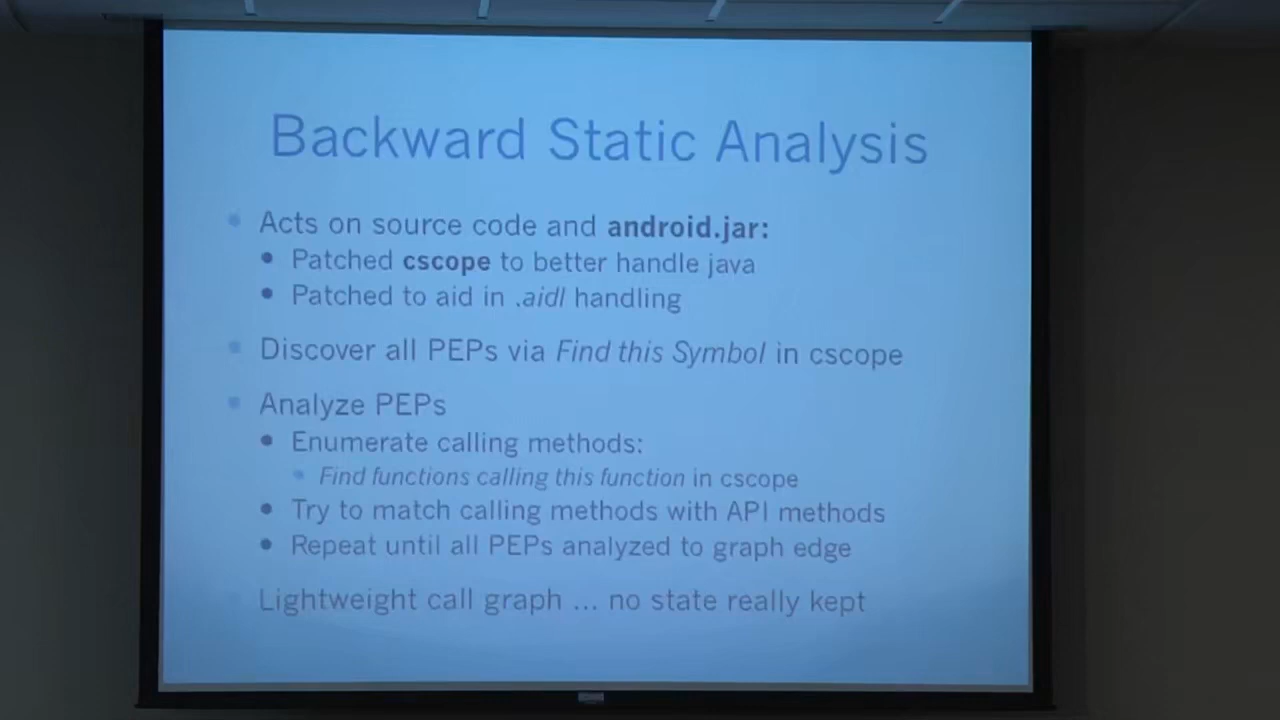 Backward Static Analysis
Acts on source code and android.jar:
Patched cscope to better handle java
Patched to aid in .aidl handling
Discover all PEPs via Find this Symbol in cscope
Analyze PEPs
Enumerate calling methods:
Find functions calling this function in cscope
Try to match calling methods with API methods
Repeat until all PEPs analyzed to graph edge
Lightweight call graph ... no state really kept